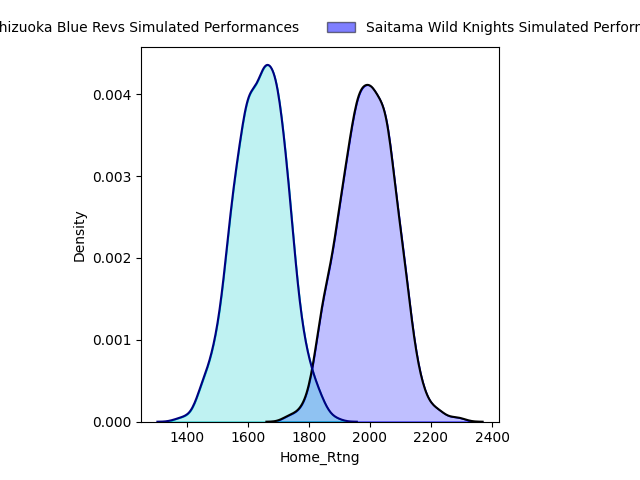 hizuoka Blue Revs Simulated Performances Saitama Wild Knights Simulated Perfor
0.004
0.003
0.002
0.001
0.000
Density
1400 1600 1800 2000 2200 2400
Home_Rtng